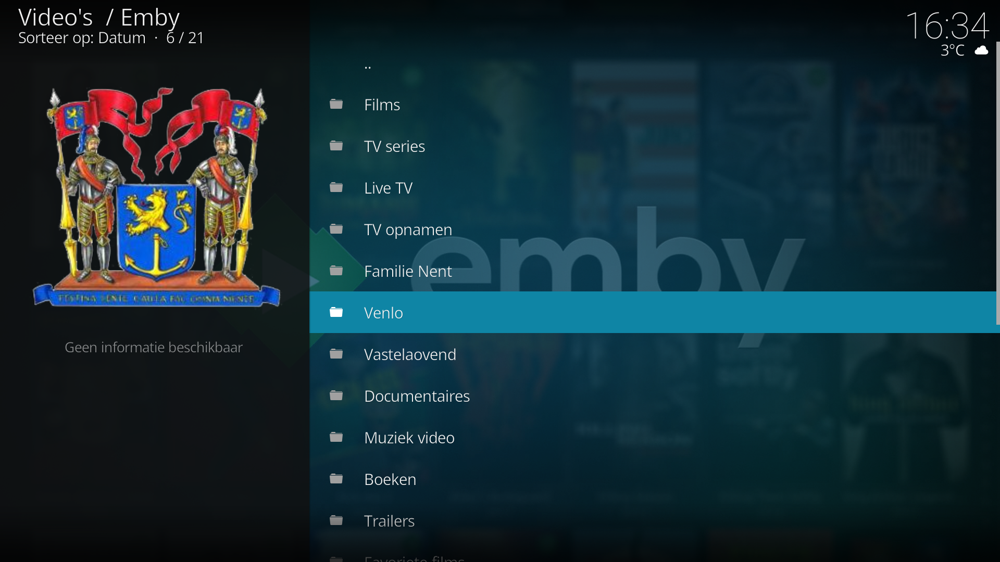 Video's / Emby
Sorteer op: Datum · 6 / 21
16:34
3°C
..
Films
TV series
Live TV
TV opnamen
Familie Nent
emby
Venlo
Vastelaovend
Documentaires
Muziek video
Boeken
Trailers
Favoriete films
FESTINA LENTE CAUTA FAC OMNIA MENTE
Geen informatie beschikbaar